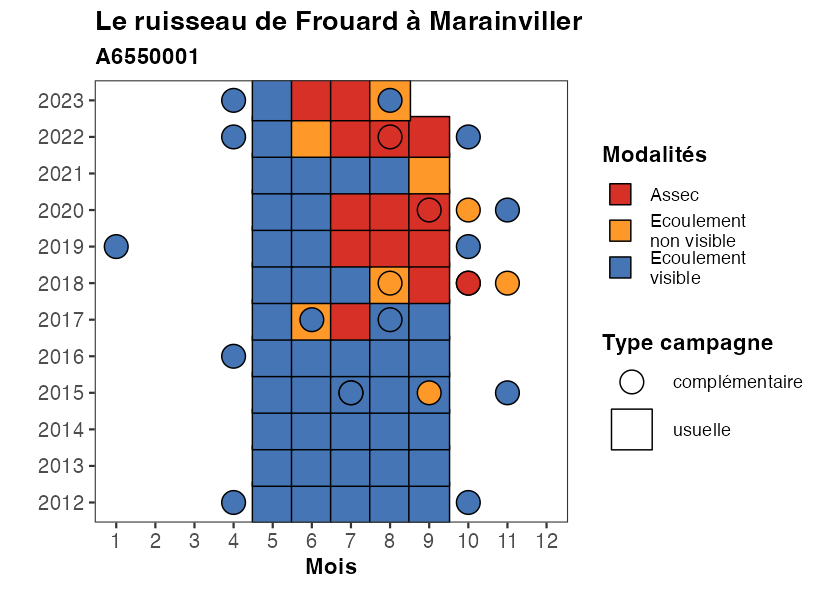 Le ruisseau de Frouard à Marainviller
A6550001
2023
2022
2021
2020
2019
2018
2017
2016
2015
2014
2013
2012
1 2 3 4 5 6 7 8 9 10 11 12
Mois
Modalités
Assec
Ecoulement
non visible
Ecoulement
visible
Type campagne
complémentaire
usuelle